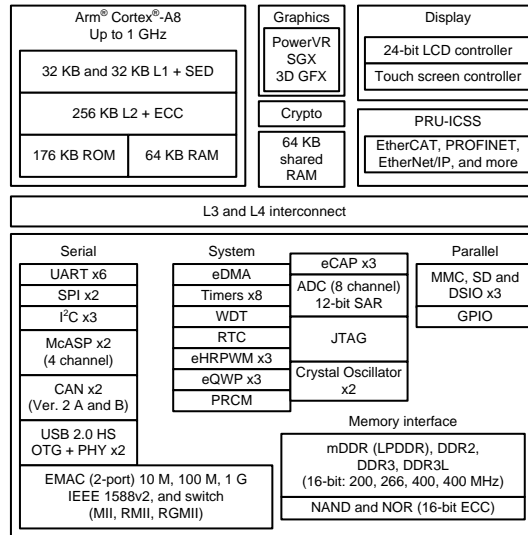 Arm® Cortex®-A8
Up to 1 GHz
32 KB and 32 KB L1 + SED
256 KB L2 + ECC
176 KB ROM
64 KB RAM
Graphics
PowerVR
SGX
3D GFX
Crypto
64 KB
shared
RAM
Display
24-bit LCD controller
Touch screen controller
PRU-ICSS
EtherCAT, PROFINET,
EtherNet/IP, and more
L3 and L4 interconnect
Serial
UART x6
SPI x2
I²C x3
McASP x2
(4 channel)
CAN x2
(Ver. 2 A and B)
USB 2.0 HS
OTG + PHY x2
EMAC (2-port) 10 M, 100 M, 1 G
IEEE 1588v2, and switch
(MII, RMII, RGMII)
System
eDMA
Timers x8
WDT
RTC
eHRPWM x3
eQWP x3
PRCM
eCAP x3
ADC (8 channel)
12-bit SAR
JTAG
Crystal Oscillator
x2
Parallel
MMC, SD and
DSIO x3
GPIO
Memory interface
mDDR (LPDDR), DDR2,
DDR3, DDR3L
(16-bit: 200, 266, 400, 400 MHz)
NAND and NOR (16-bit ECC)